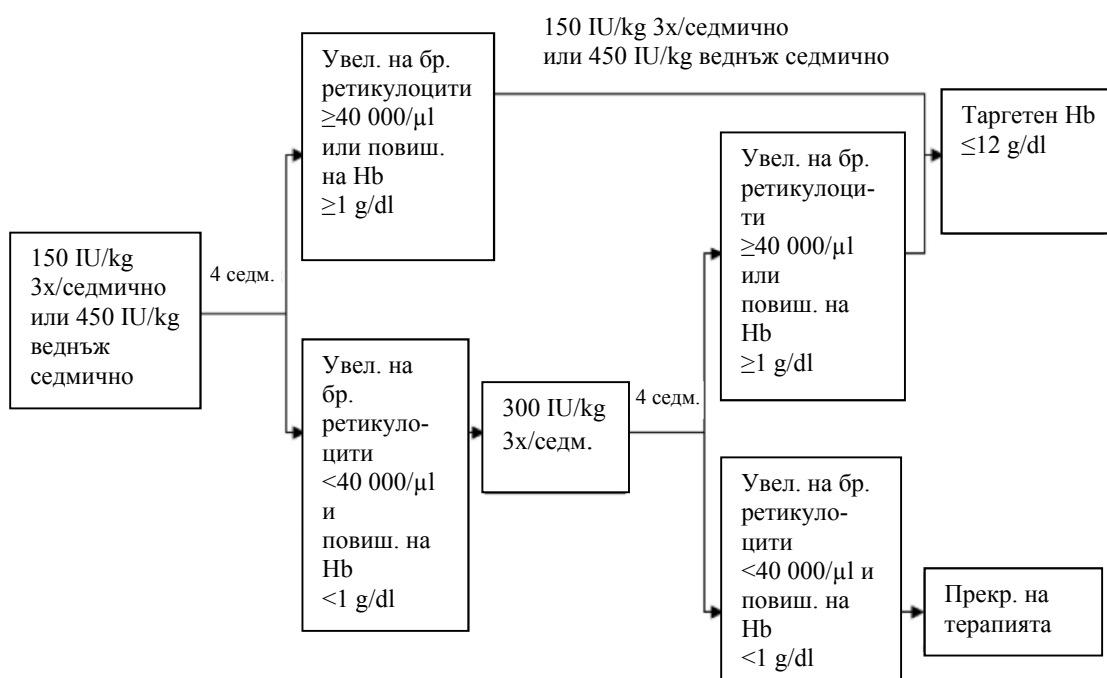 150 IU/kg
3x/седмично
или 450 IU/kg
веднъж
седмично
4 седм.
Увел. на бр.
ретикулоцити
≥40 000/µl
или повиш.
на Hb
≥1 g/dl
150 IU/kg 3x/седмично
или 450 IU/kg веднъж седмично
Увел. на
бр.
ретикуло-
цити
<40 000/µl
и
повиш. на
Hb
<1 g/dl
300 IU/kg
3x/седм.
4 седм.
Увел. на бр.
ретикулоци-
ти
≥40 000/µl
или
повиш. на
Hb
≥1 g/dl
Таргетен Hb
≤12 g/dl
Увел. на бр.
ретикуло-
цити
<40 000/µl и
повиш. на
Hb
<1 g/dl
Прекр. на
терапията